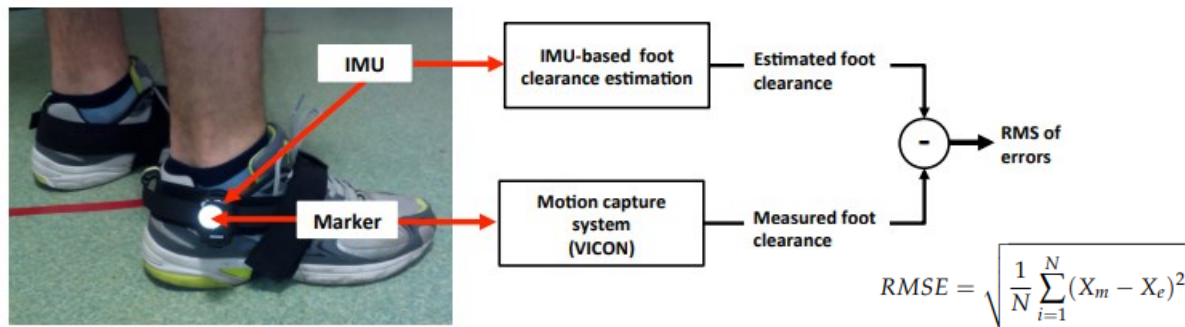 IMU
IMU-based foot
clearance estimation
Estimated foot
clearance
-
RMS of
errors
Marker
Motion capture
system
(VICON)
Measured foot
clearance
RMSE = √(1/N ∑_{i=1}^{N} (X_m − X_e)²)